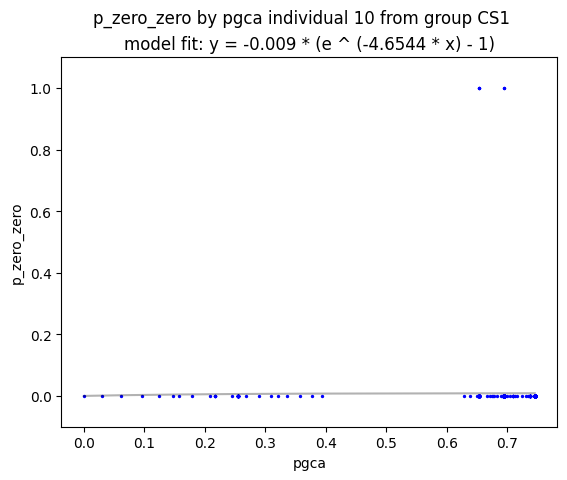 p_zero_zero by pgca individual 10 from group CS1
model fit: y = -0.009 * (e ^ (-4.6544 * x) - 1)
1.0
0.8
0.6
0.4
0.2
0.0
p_zero_zero
0.0 0.1 0.2 0.3 0.4 0.5 0.6 0.7
pgca